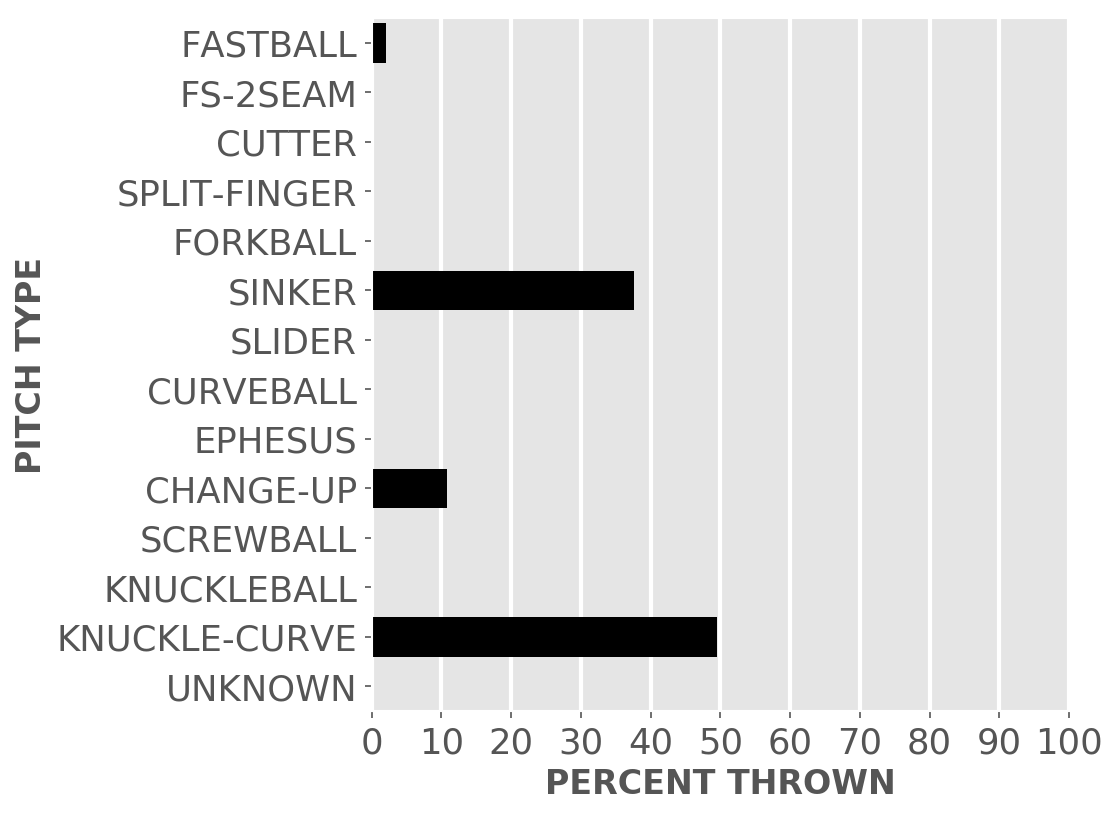 FASTBALL
FS-2SEAM
CUTTER
SPLIT-FINGER
FORKBALL
SINKER
SLIDER
CURVEBALL
EPHESUS
CHANGE-UP
SCREWBALL
KNUCKLEBALL
KNUCKLE-CURVE
UNKNOWN
PITCH TYPE
0 10 20 30 40 50 60 70 80 90 100
PERCENT THROWN